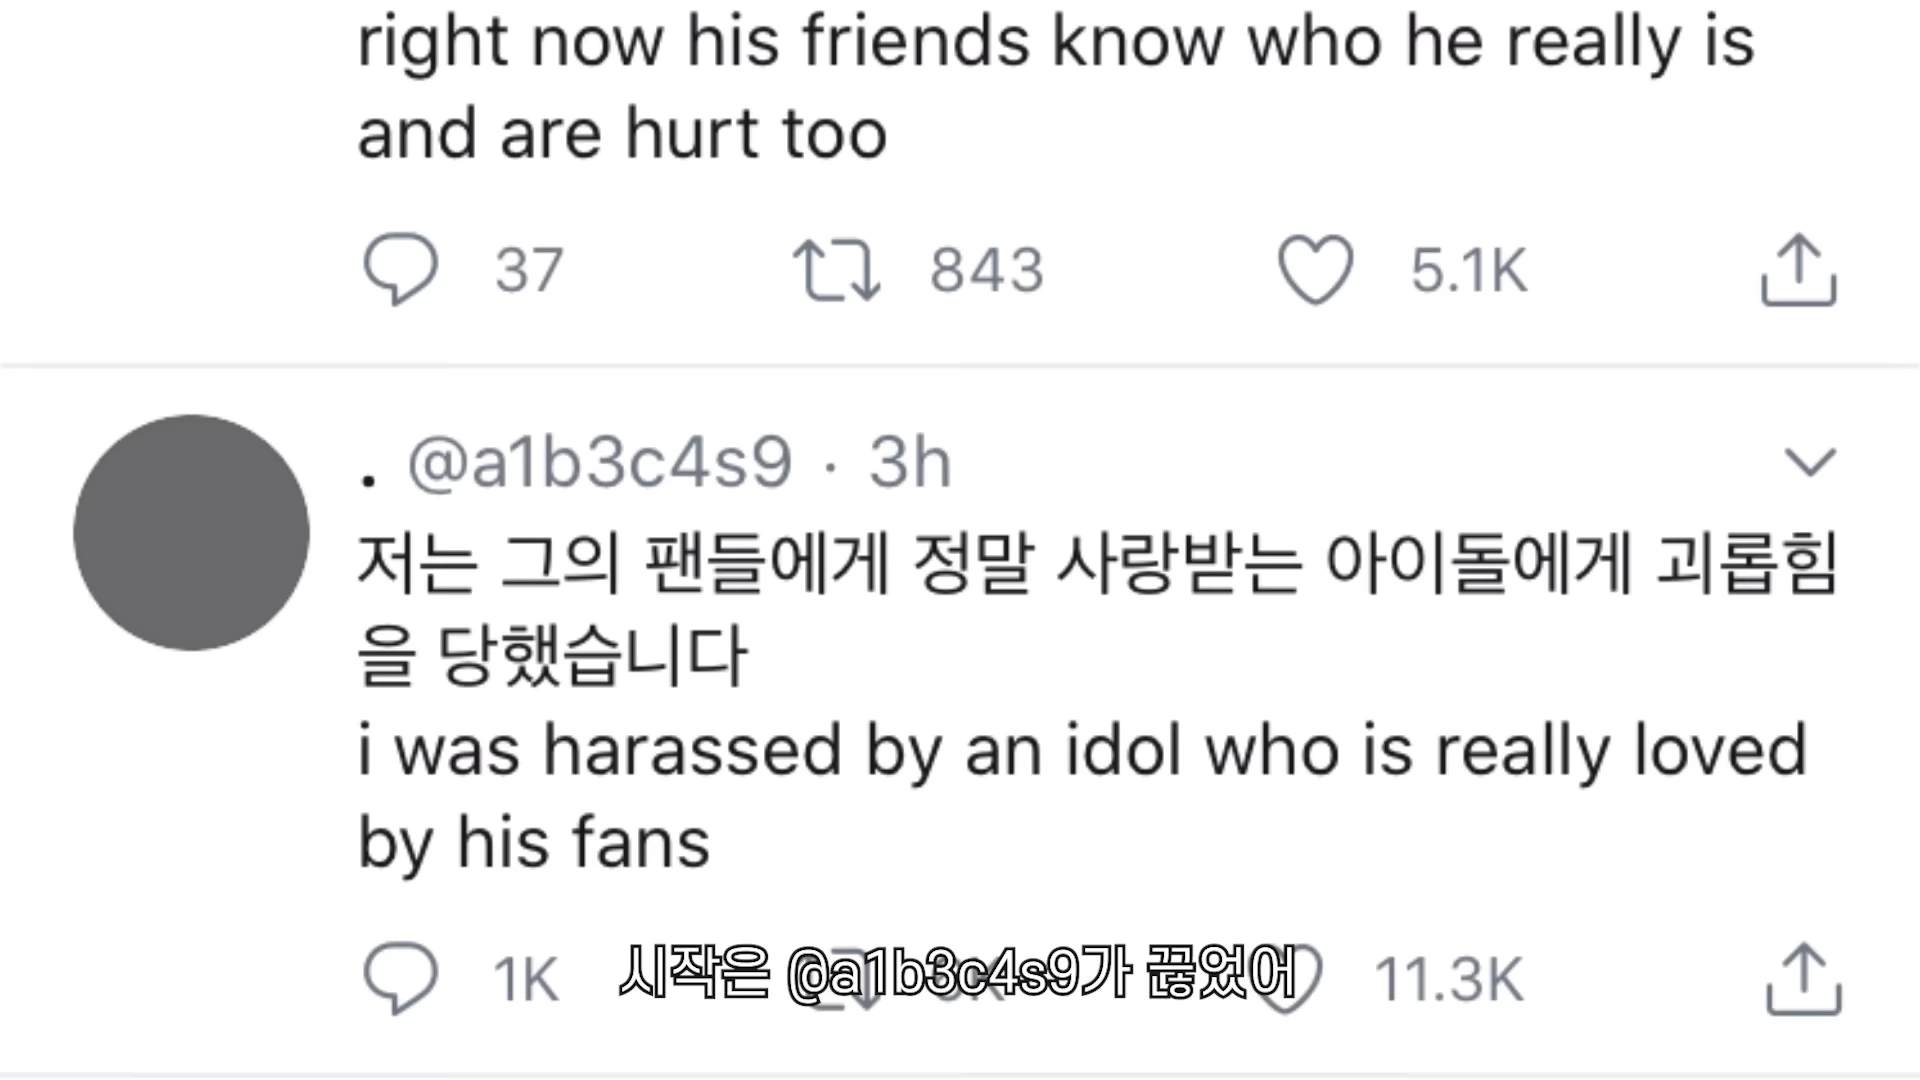 right now his friends know who he really is
and are hurt too
37 843 5.1K
. @a1b3c4s9 · 3h
저는 그의 팬들에게 정말 사랑받는 아이돌에게 괴롭힘
을 당했습니다
i was harassed by an idol who is really loved
by his fans
1K 11.3K
시작은 @a1b3c4s9가 끊었어